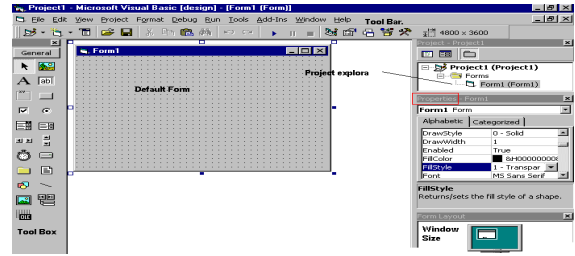 Project1 - Microsoft Visual Basic [design] - [Form1 (Form)]
File Edit View Project Format Debug Run Tools Add-Ins Window Help
Tool Bar.
4800 x 3600
General
Form1
Default Form
Project explora
Tool Box
Project - Project1
Project1 (Project1)
Forms
Form1 (Form1)
Properties - Form1
Form1 Form
Alphabetic Categorized
DrawStyle 0 - Solid
DrawWidth 1
Enabled True
FillColor &H0000000
FillStyle 1 - Transpar
Font MS Sans Serif
FillStyle
Returns/sets the fill style of a shape.
Form Layout
Window
Size